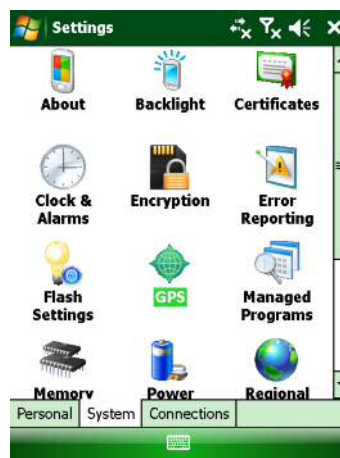 Settings
About Backlight Certificates
Clock & Encryption Error
Alarms Reporting
Flash GPS Managed
Settings Programs
Memory Power Regional
Personal System Connections